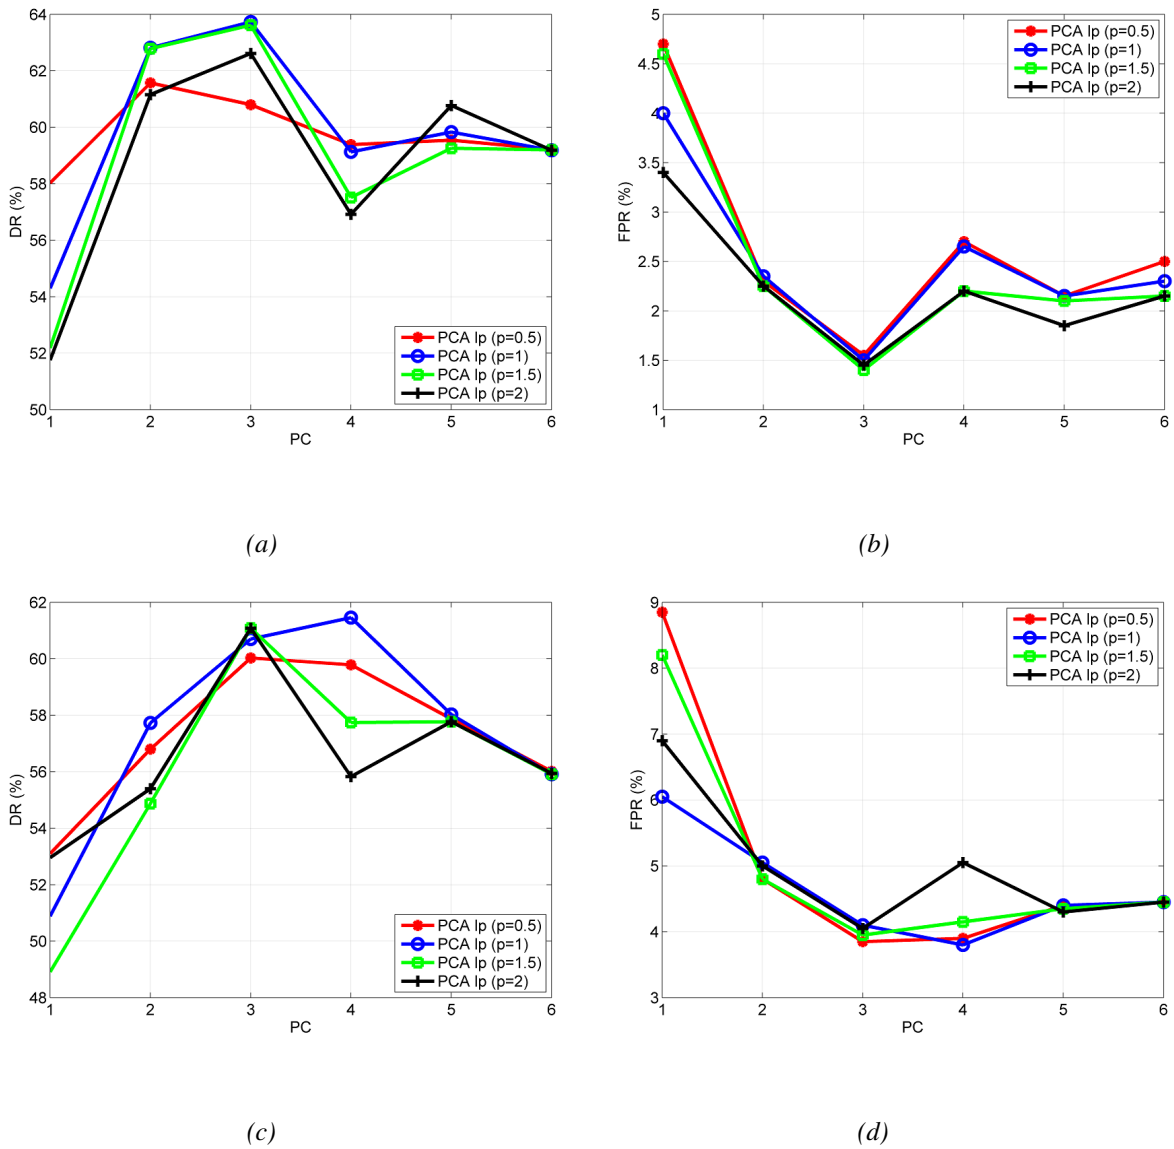 64
62
60
58
56
54
52
50
DR (%)
1 2 3 4 5 6
PC
PCA lp (p=0.5)
PCA lp (p=1)
PCA lp (p=1.5)
PCA lp (p=2)
(a)
5
4.5
4
3.5
3
2.5
2
1.5
1
FPR (%)
1 2 3 4 5 6
PC
PCA lp (p=0.5)
PCA lp (p=1)
PCA lp (p=1.5)
PCA lp (p=2)
(b)
62
60
58
56
54
52
50
48
DR (%)
1 2 3 4 5 6
PC
PCA lp (p=0.5)
PCA lp (p=1)
PCA lp (p=1.5)
PCA lp (p=2)
(c)
9
8
7
6
5
4
3
FPR (%)
1 2 3 4 5 6
PC
PCA lp (p=0.5)
PCA lp (p=1)
PCA lp (p=1.5)
PCA lp (p=2)
(d)